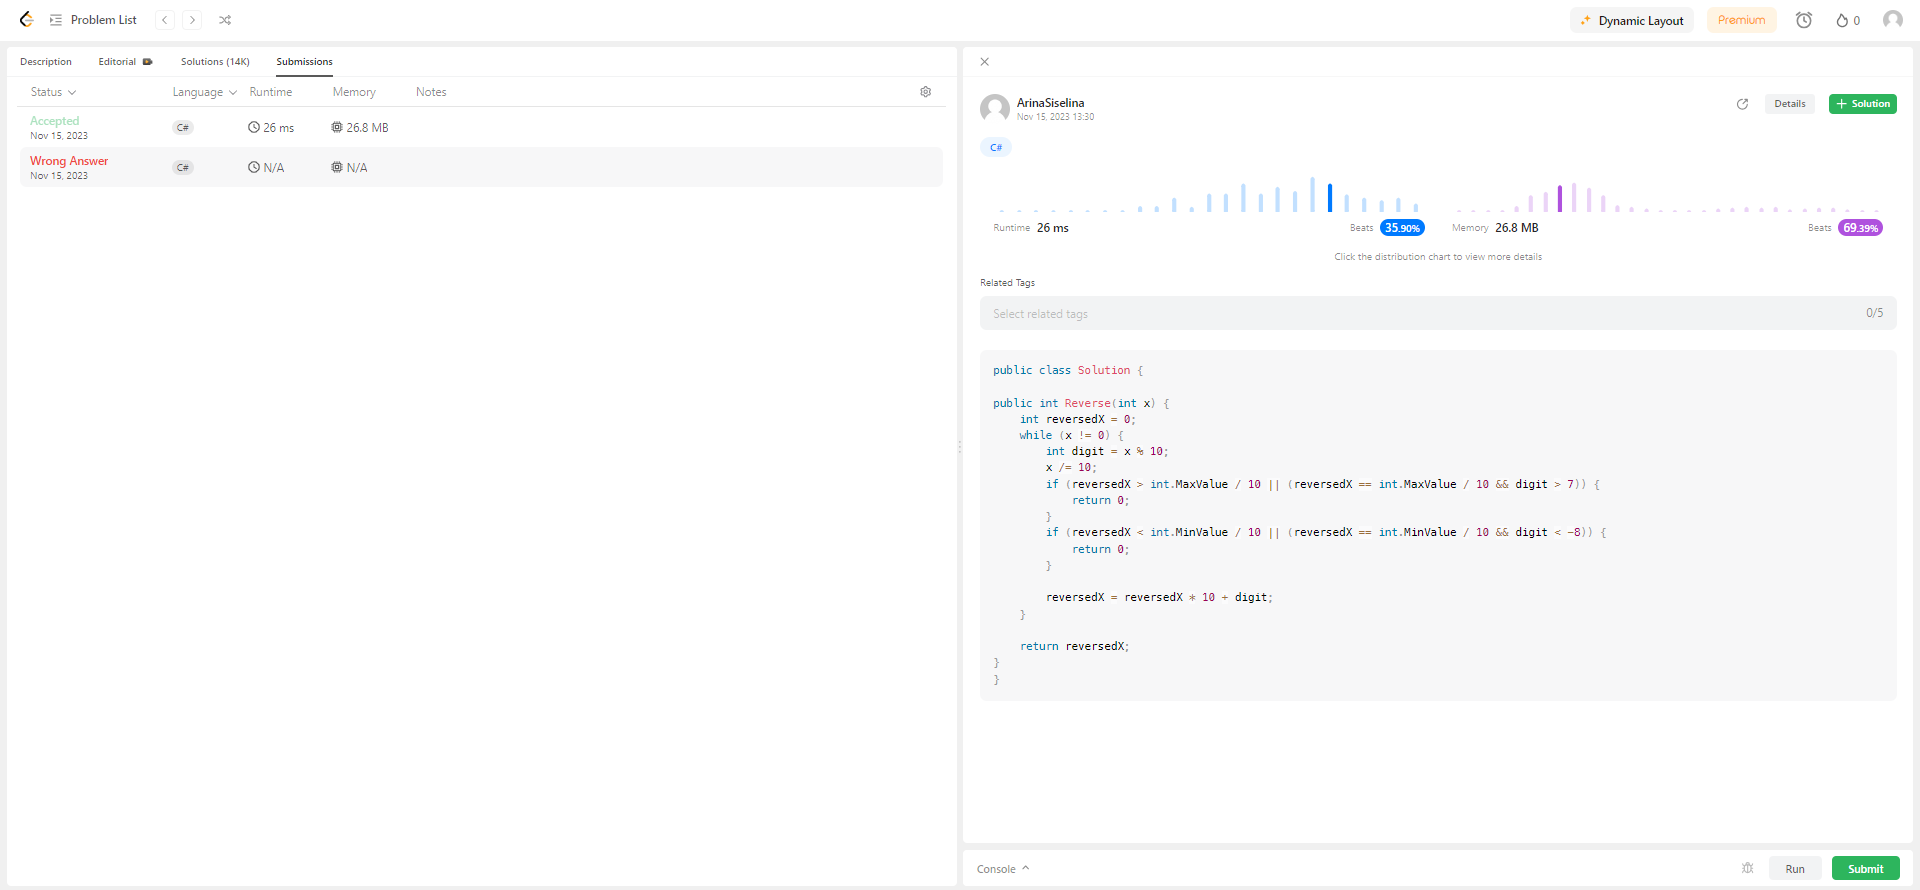 Problem List
Dynamic Layout
Premium
0
Description Editorial Solutions (14K) Submissions
Status Language Runtime Memory Notes
Accepted
Nov 15, 2023
C# 26 ms 26.8 MB
Wrong Answer
Nov 15, 2023
C# N/A N/A
ArinaSiselina
Nov 15, 2023 13:30
Details
+ Solution
C#
Runtime 26 ms Beats 35.90%
Memory 26.8 MB Beats 69.39%
Click the distribution chart to view more details
Related Tags
Select related tags 0/5
public class Solution {
public int Reverse(int x) {
int reversedX = 0;
while (x != 0) {
int digit = x % 10;
x /= 10;
if (reversedX > int.MaxValue / 10 || (reversedX == int.MaxValue / 10 && digit > 7)) {
return 0;
}
if (reversedX < int.MinValue / 10 || (reversedX == int.MinValue / 10 && digit < -8)) {
return 0;
}
reversedX = reversedX * 10 + digit;
}
return reversedX;
}
}
Console Run Submit